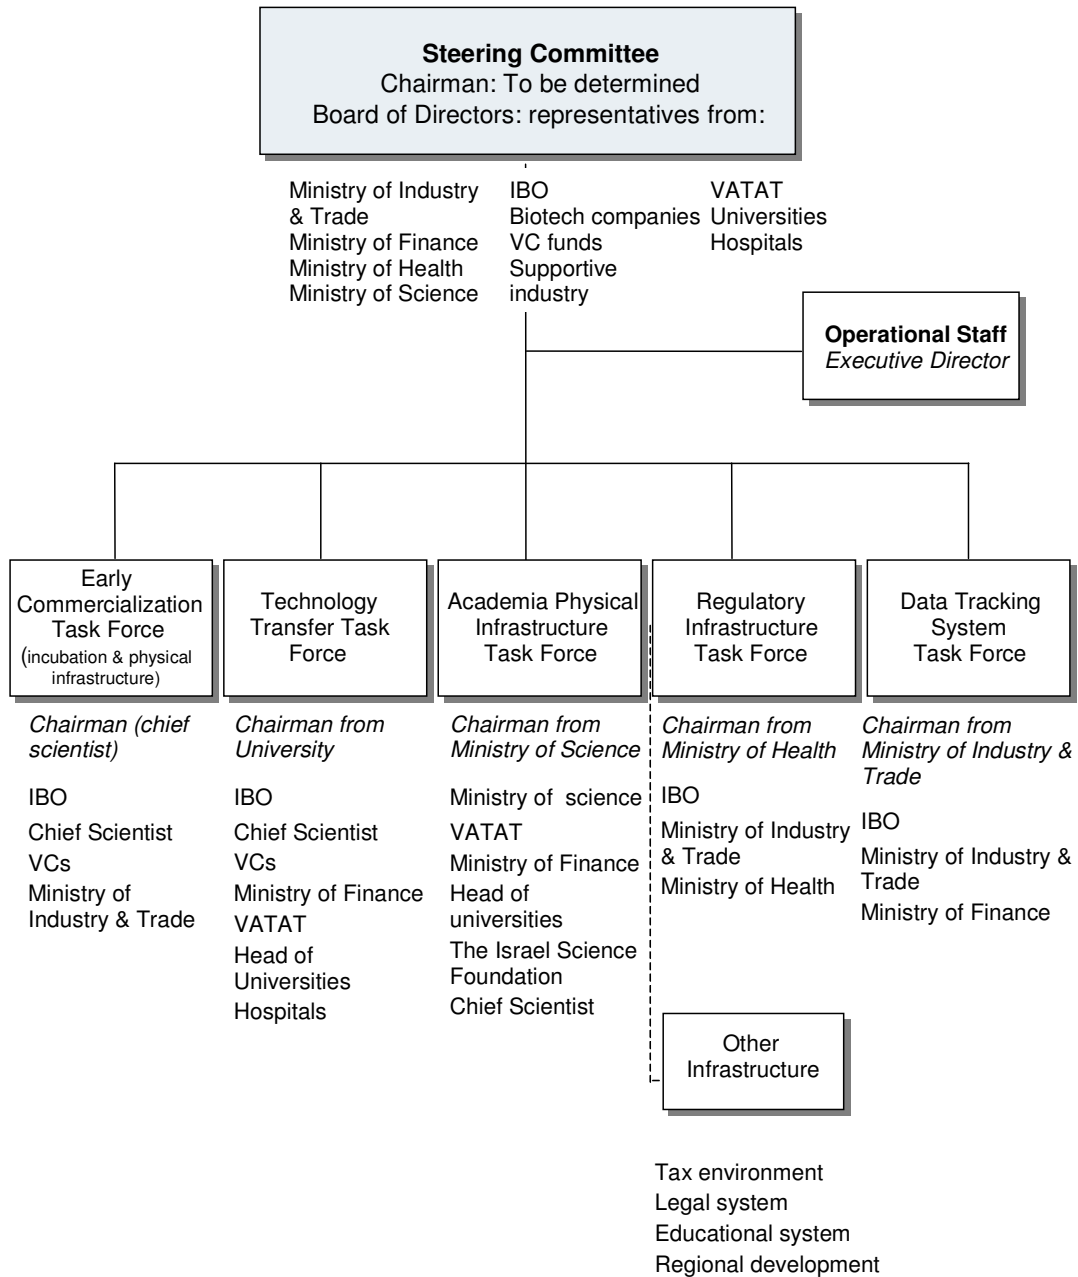 Steering Committee
Chairman: To be determined
Board of Directors: representatives from:
Ministry of Industry
& Trade
Ministry of Finance
Ministry of Health
Ministry of Science
IBO
Biotech companies
VC funds
Supportive
industry
VATAT
Universities
Hospitals
Operational Staff
Executive Director
Early
Commercialization
Task Force
(incubation & physical
infrastructure)
Chairman (chief
scientist)
IBO
Chief Scientist
VCs
Ministry of
Industry & Trade
Technology
Transfer Task
Force
Chairman from
University
IBO
Chief Scientist
VCs
Ministry of Finance
VATAT
Head of
Universities
Hospitals
Academia Physical
Infrastructure
Task Force
Chairman from
Ministry of Science
Ministry of science
VATAT
Ministry of Finance
Head of
universities
The Israel Science
Foundation
Chief Scientist
Regulatory
Infrastructure
Task Force
Chairman from
Ministry of Health
IBO
Ministry of Industry
& Trade
Ministry of Health
Other
Infrastructure
Tax environment
Legal system
Educational system
Regional development
Data Tracking
System
Task Force
Chairman from
Ministry of Industry &
Trade
IBO
Ministry of Industry &
Trade
Ministry of Finance